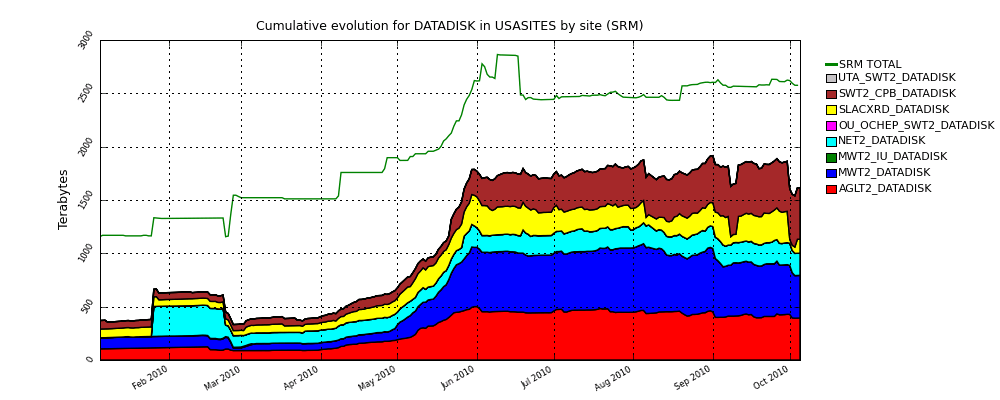 Cumulative evolution for DATADISK in USASITES by site (SRM)
Terabytes
3000
2500
2000
1500
1000
500
0
Feb 2010
Mar 2010
Apr 2010
May 2010
Jun 2010
Jul 2010
Aug 2010
Sep 2010
Oct 2010
SRM TOTAL
UTA_SWT2_DATADISK
SWT2_CPB_DATADISK
SLACXRD_DATADISK
OU_OCHEP_SWT2_DATADISK
NET2_DATADISK
MWT2_IU_DATADISK
MWT2_DATADISK
AGLT2_DATADISK